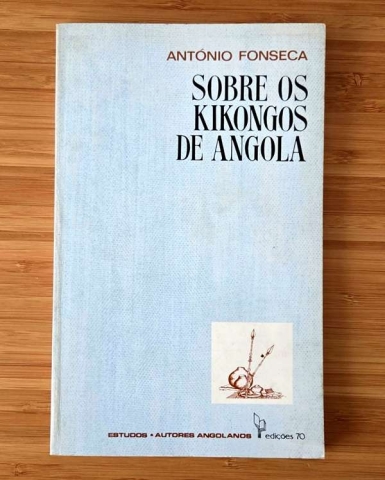 ANTÓNIO FONSECA
SOBRE OS
KIKONGOS
DE ANGOLA
ESTUDOS • AUTORES ANGOLANOS
edições 70